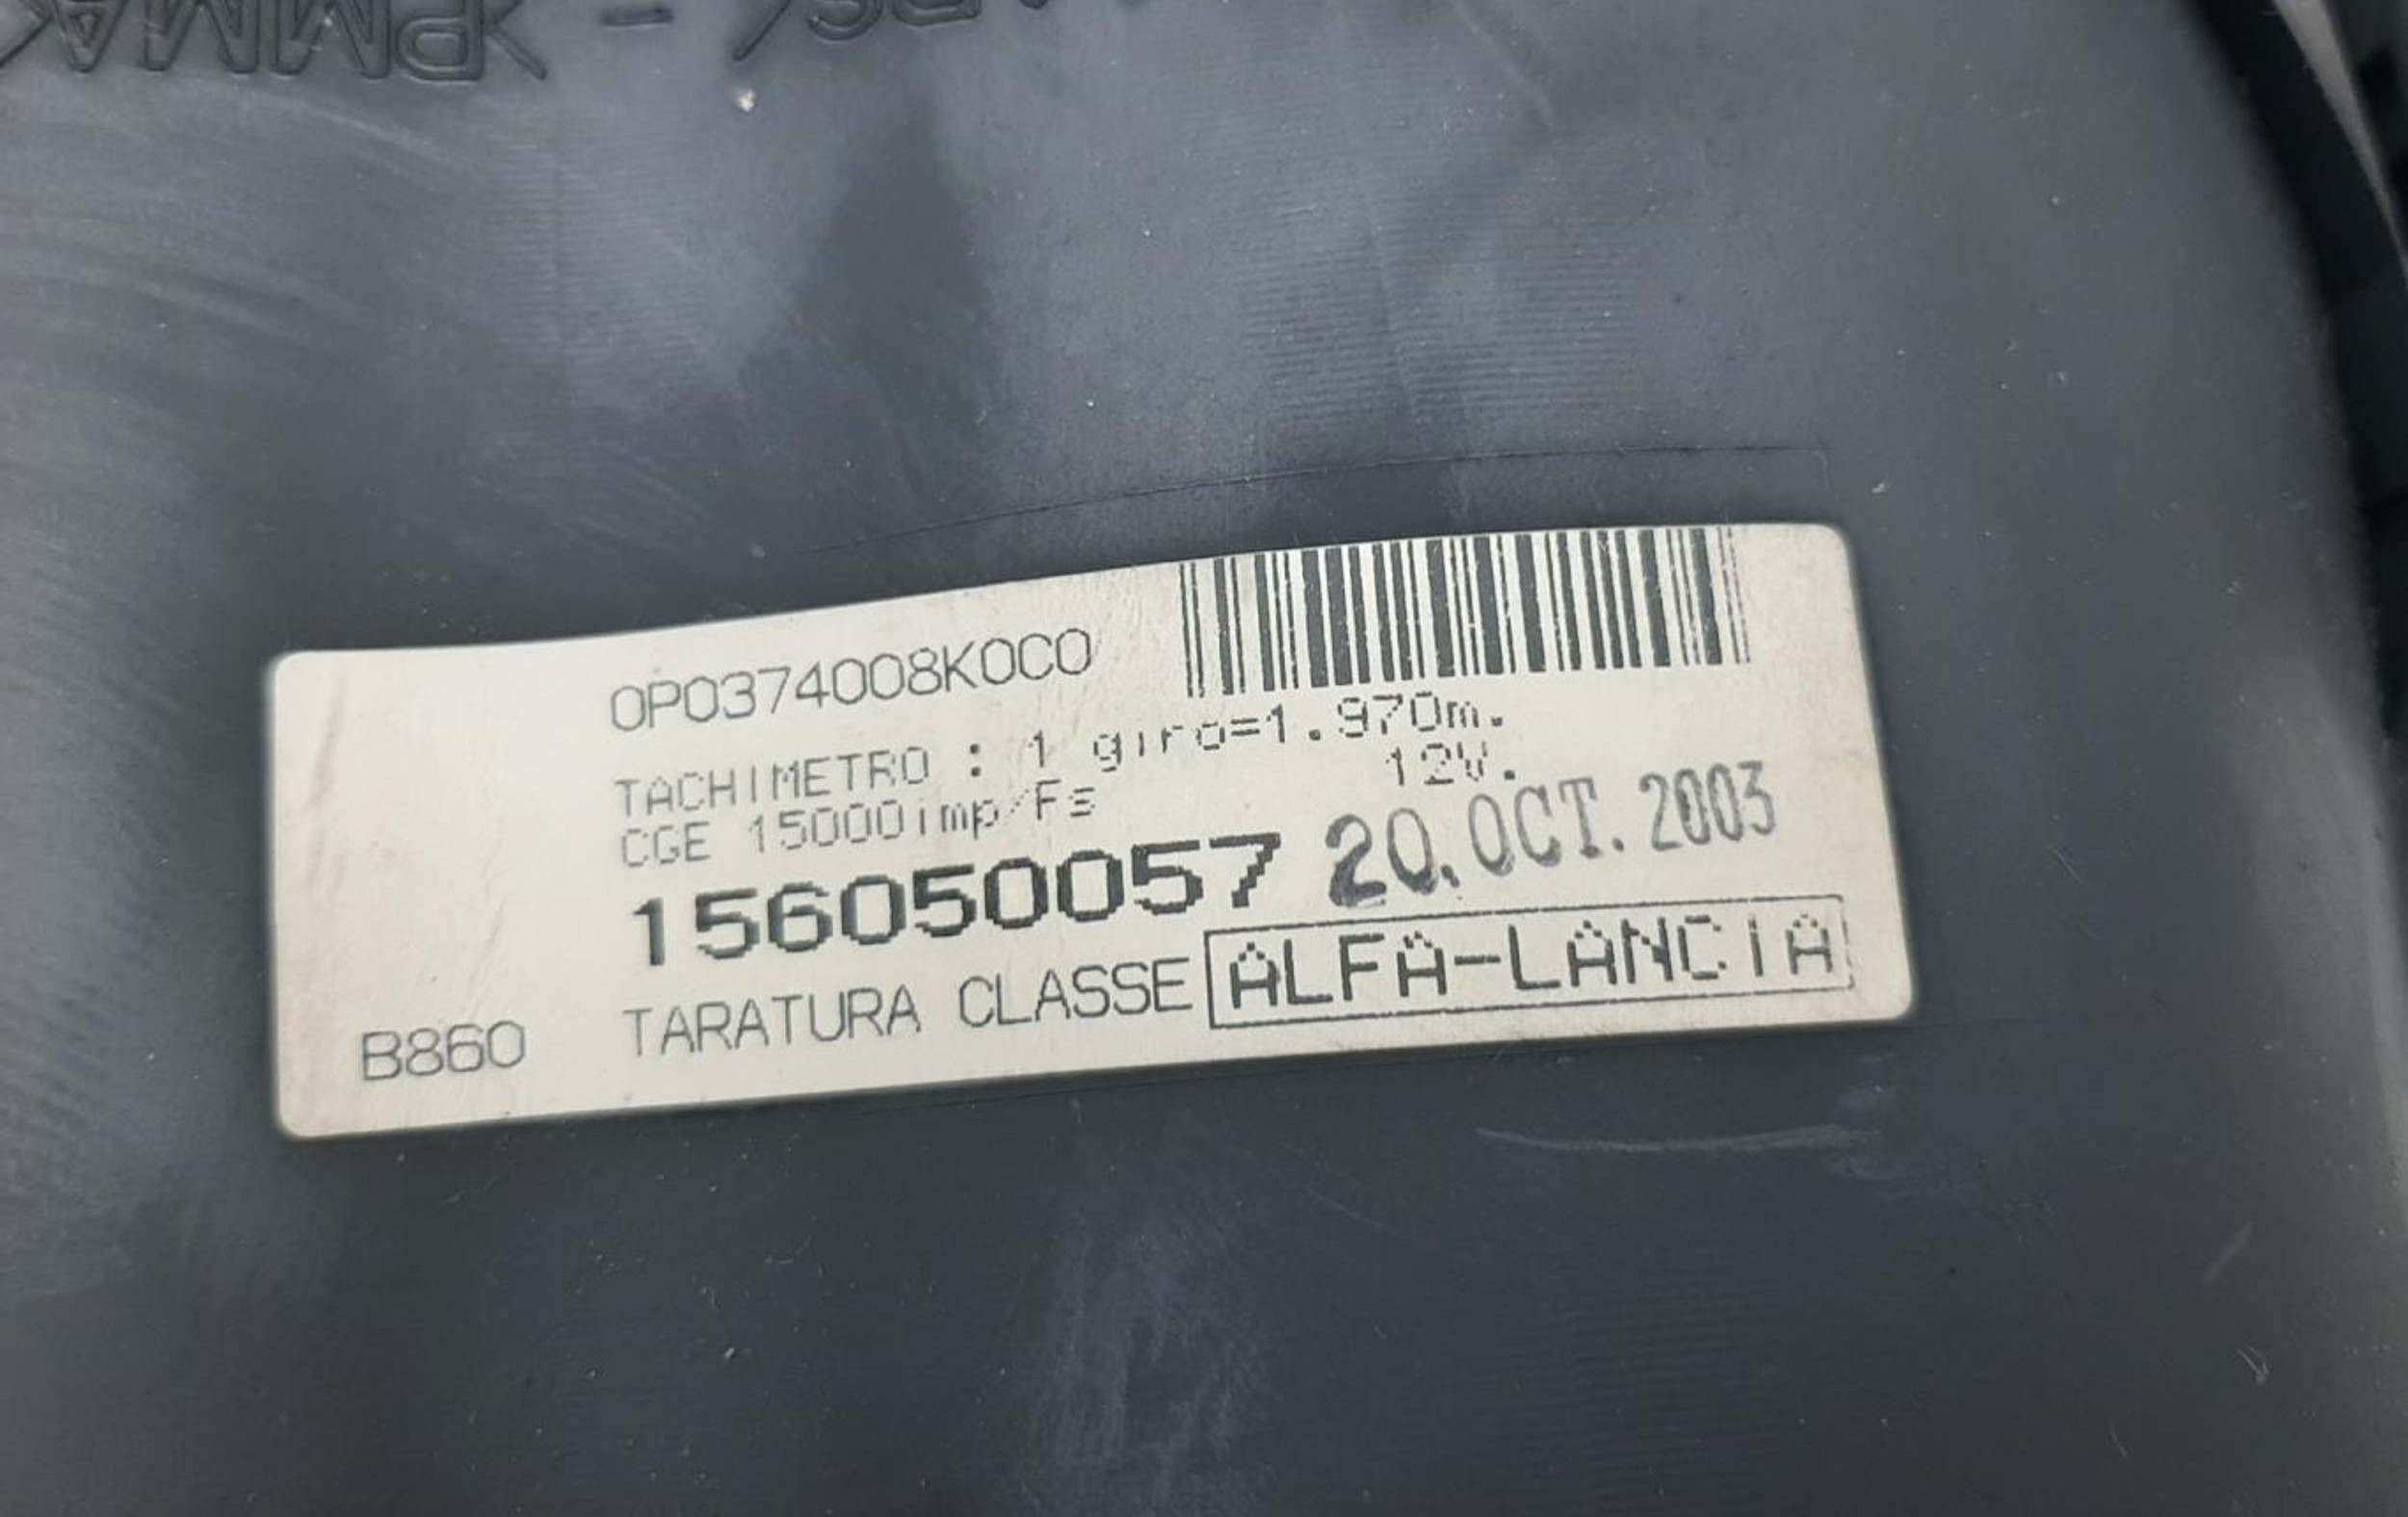 >PMMA<
0P0374008K0C0
TACHIMETRO : 1 giro=1.970m.
CGE 15000imp/Fs 12V.
156050057 20.OCT.2003
B860 TARATURA CLASSE ALFA-LANCIA